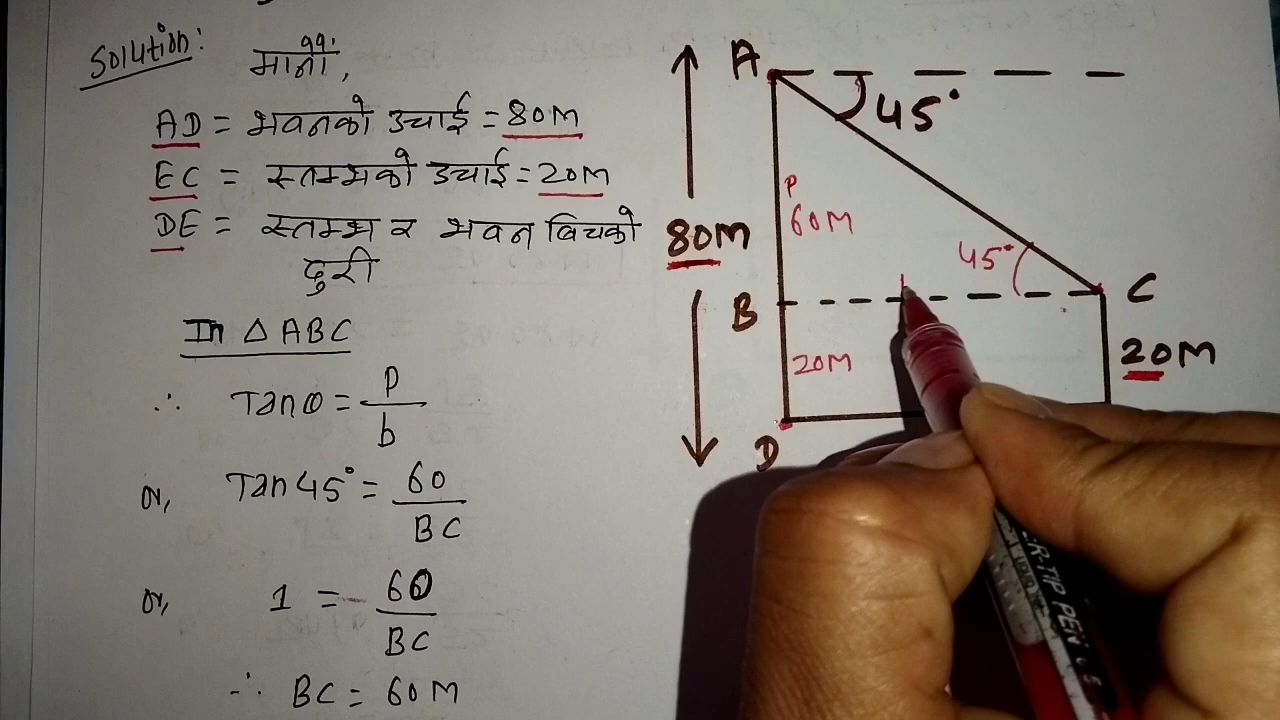 Solution:
मानौं,
AD = भवनको उचाई = 80M
EC = स्तम्भको उचाई = 20M
DE = स्तम्भ र भवन बिचको
दुरी
In △ ABC
∴ Tanθ = p/b
or, Tan45° = 60/BC
or, 1 = 60/BC
∴ BC = 60M
A
45°
P
60M
80M
45°
B
C
20M
20M
D